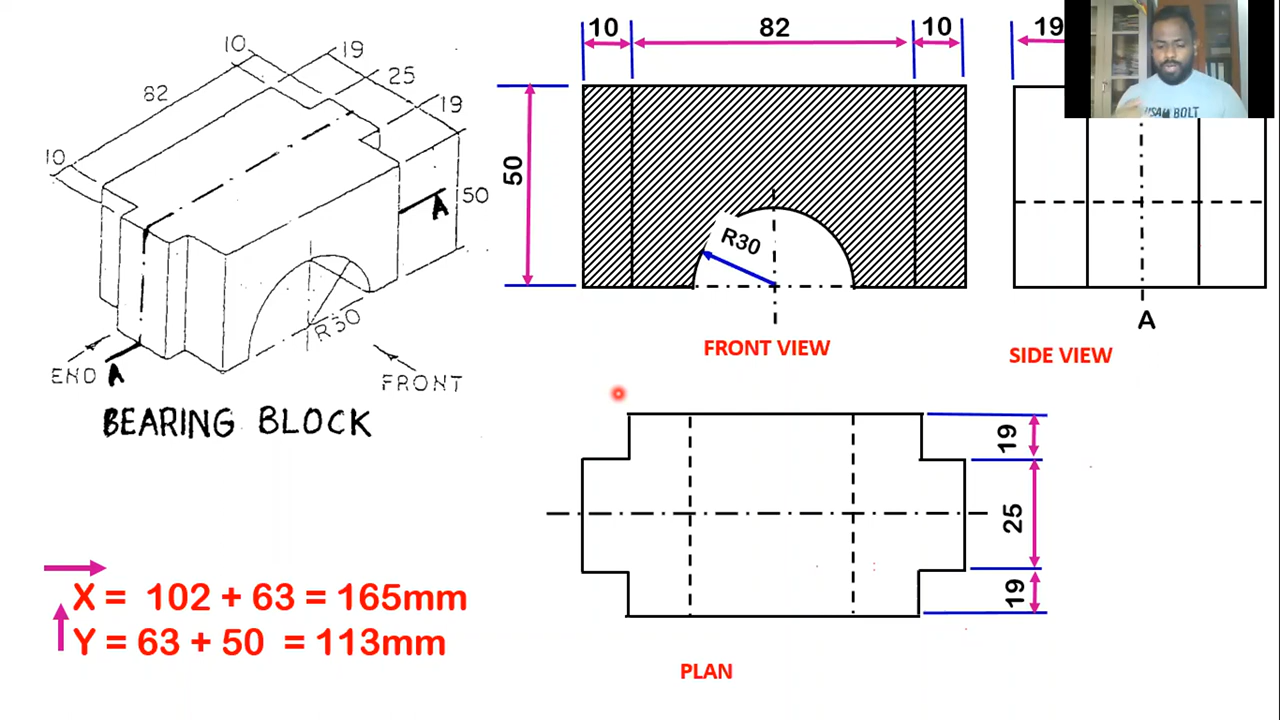 10
19
25
19
82
10
50
A
R30
END A
FRONT
BEARING BLOCK
X = 102 + 63 = 165mm
Y = 63 + 50 = 113mm
10
82
10
50
R30
FRONT VIEW
19
BOLT
A
SIDE VIEW
19
25
19
PLAN